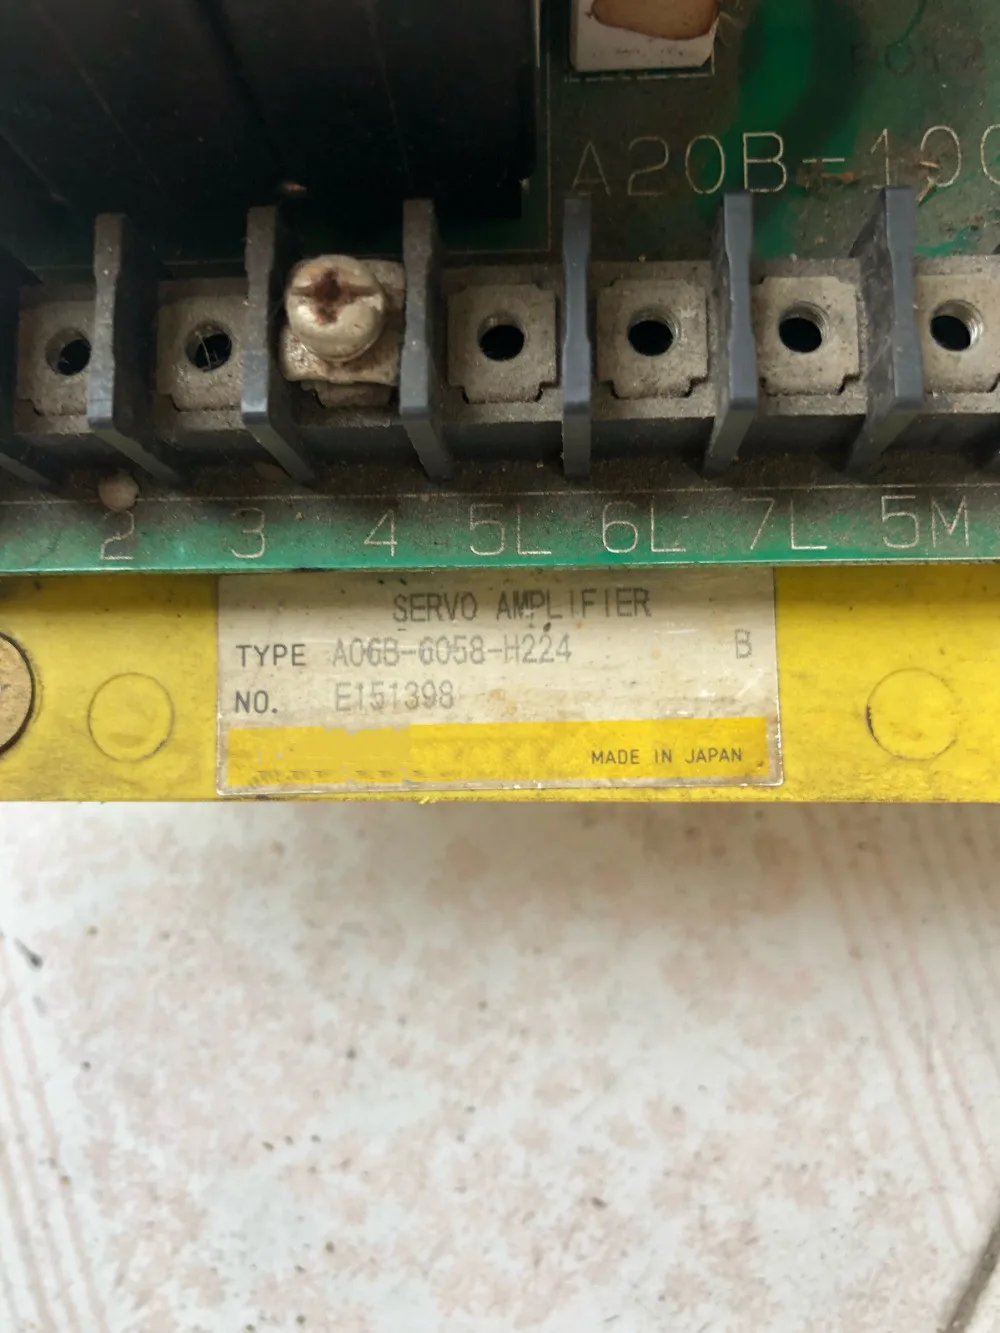 A20B-10
2 3 4 5L 6L 7L 5M
SERVO AMPLIFIER
TYPE A06B-6058-H224 B
NO. E151398
MADE IN JAPAN